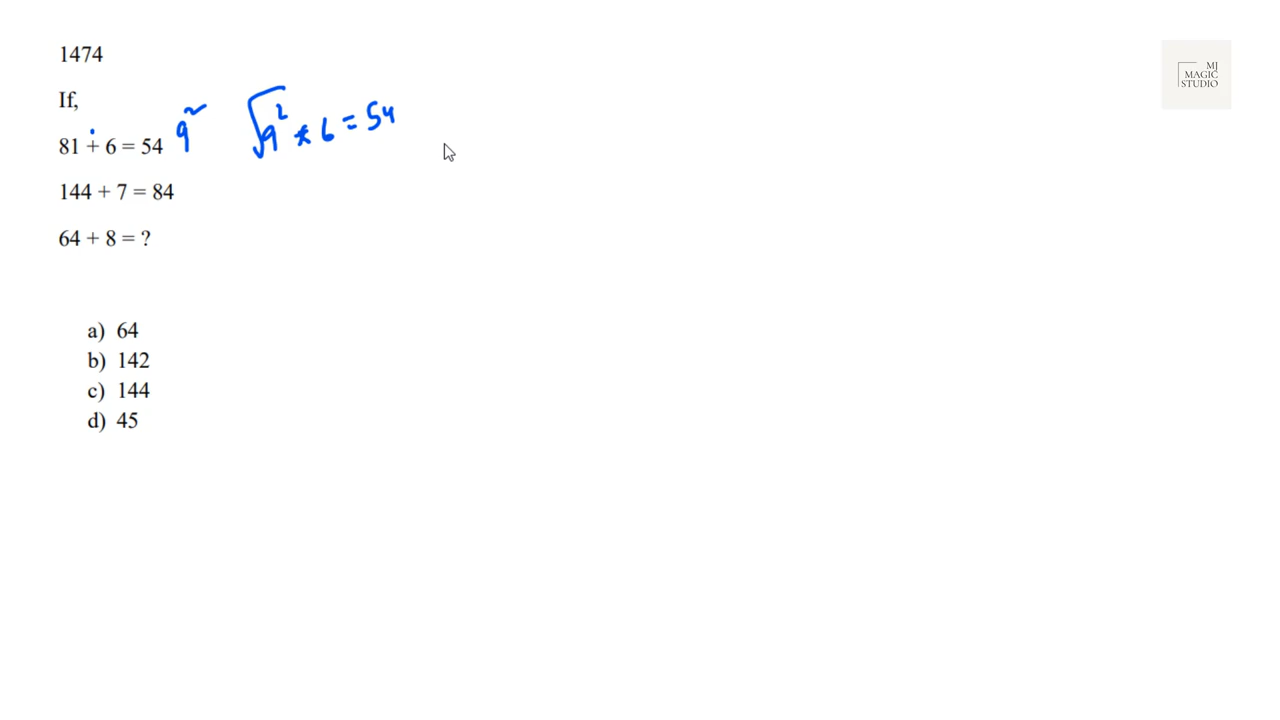 1474
If,
81 + 6 = 54 9² √9² * 6 = 54
144 + 7 = 84
64 + 8 = ?
a) 64
b) 142
c) 144
d) 45
MJ
MAGIC
STUDIO